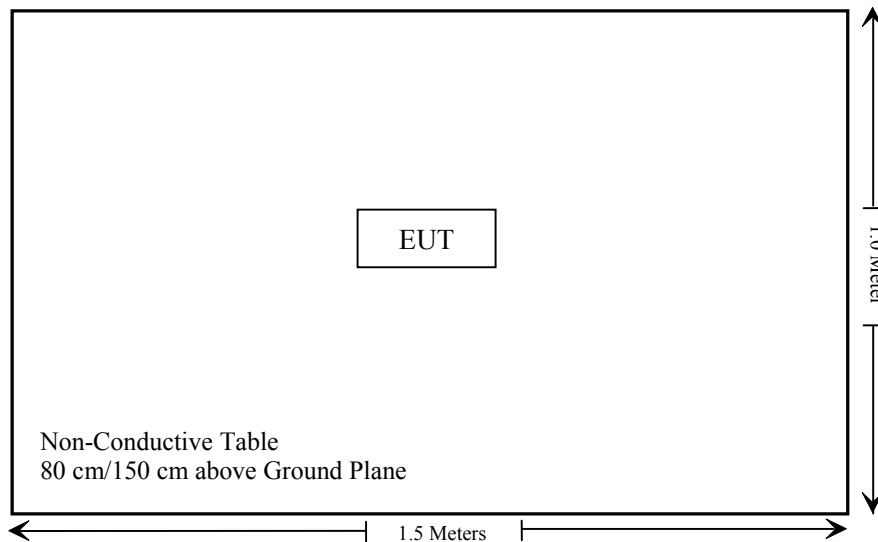 EUT
1.0 Meter
Non-Conductive Table
80 cm/150 cm above Ground Plane
1.5 Meters